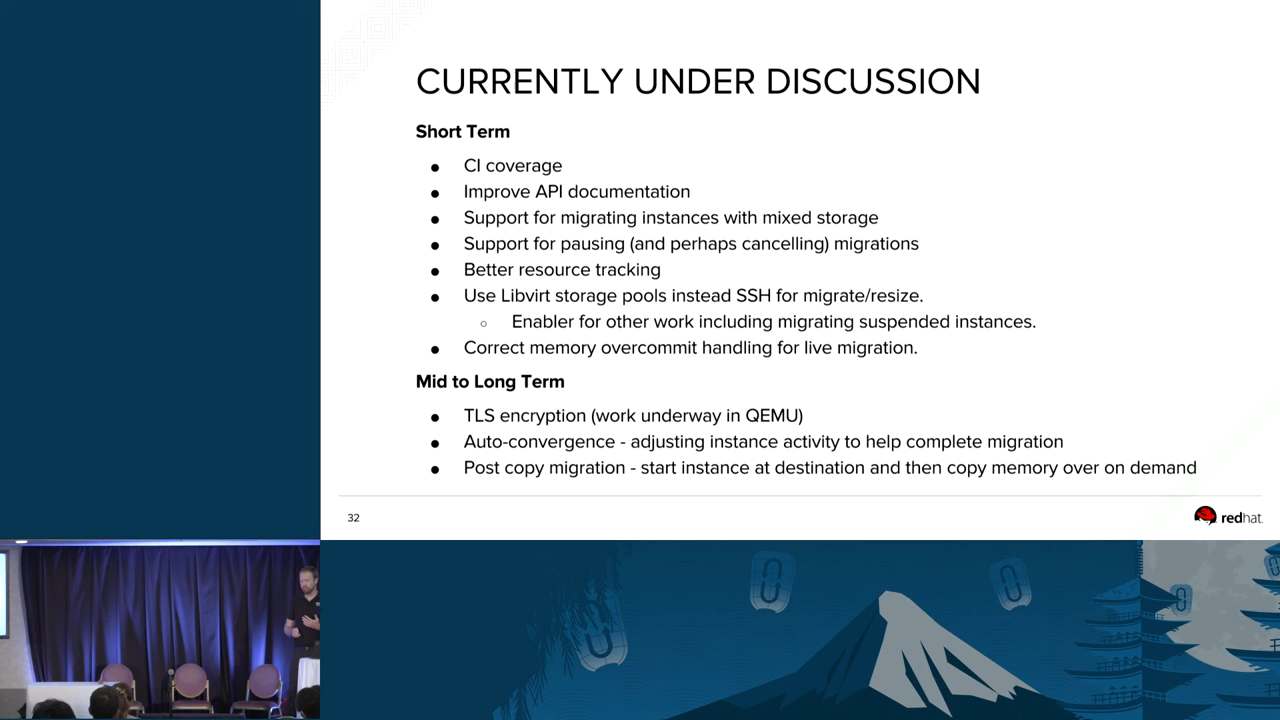 CURRENTLY UNDER DISCUSSION
Short Term
● CI coverage
● Improve API documentation
● Support for migrating instances with mixed storage
● Support for pausing (and perhaps cancelling) migrations
● Better resource tracking
● Use Libvirt storage pools instead SSH for migrate/resize.
○ Enabler for other work including migrating suspended instances.
● Correct memory overcommit handling for live migration.
Mid to Long Term
● TLS encryption (work underway in QEMU)
● Auto-convergence - adjusting instance activity to help complete migration
● Post copy migration - start instance at destination and then copy memory over on demand
32
redhat.